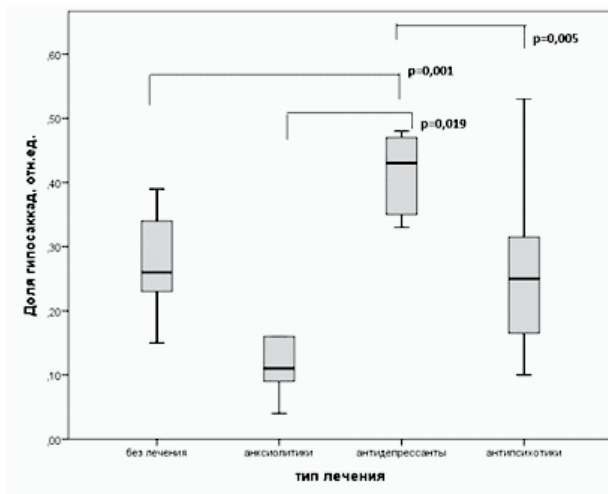 p=0,005
,60
p=0,001
,50
p=0,019
,40
,30
,20
,10
,00
Доля гипосаккад, отн.ед.
без лечения
анксиолитики
антидепрессанты
антипсихотики
тип лечения